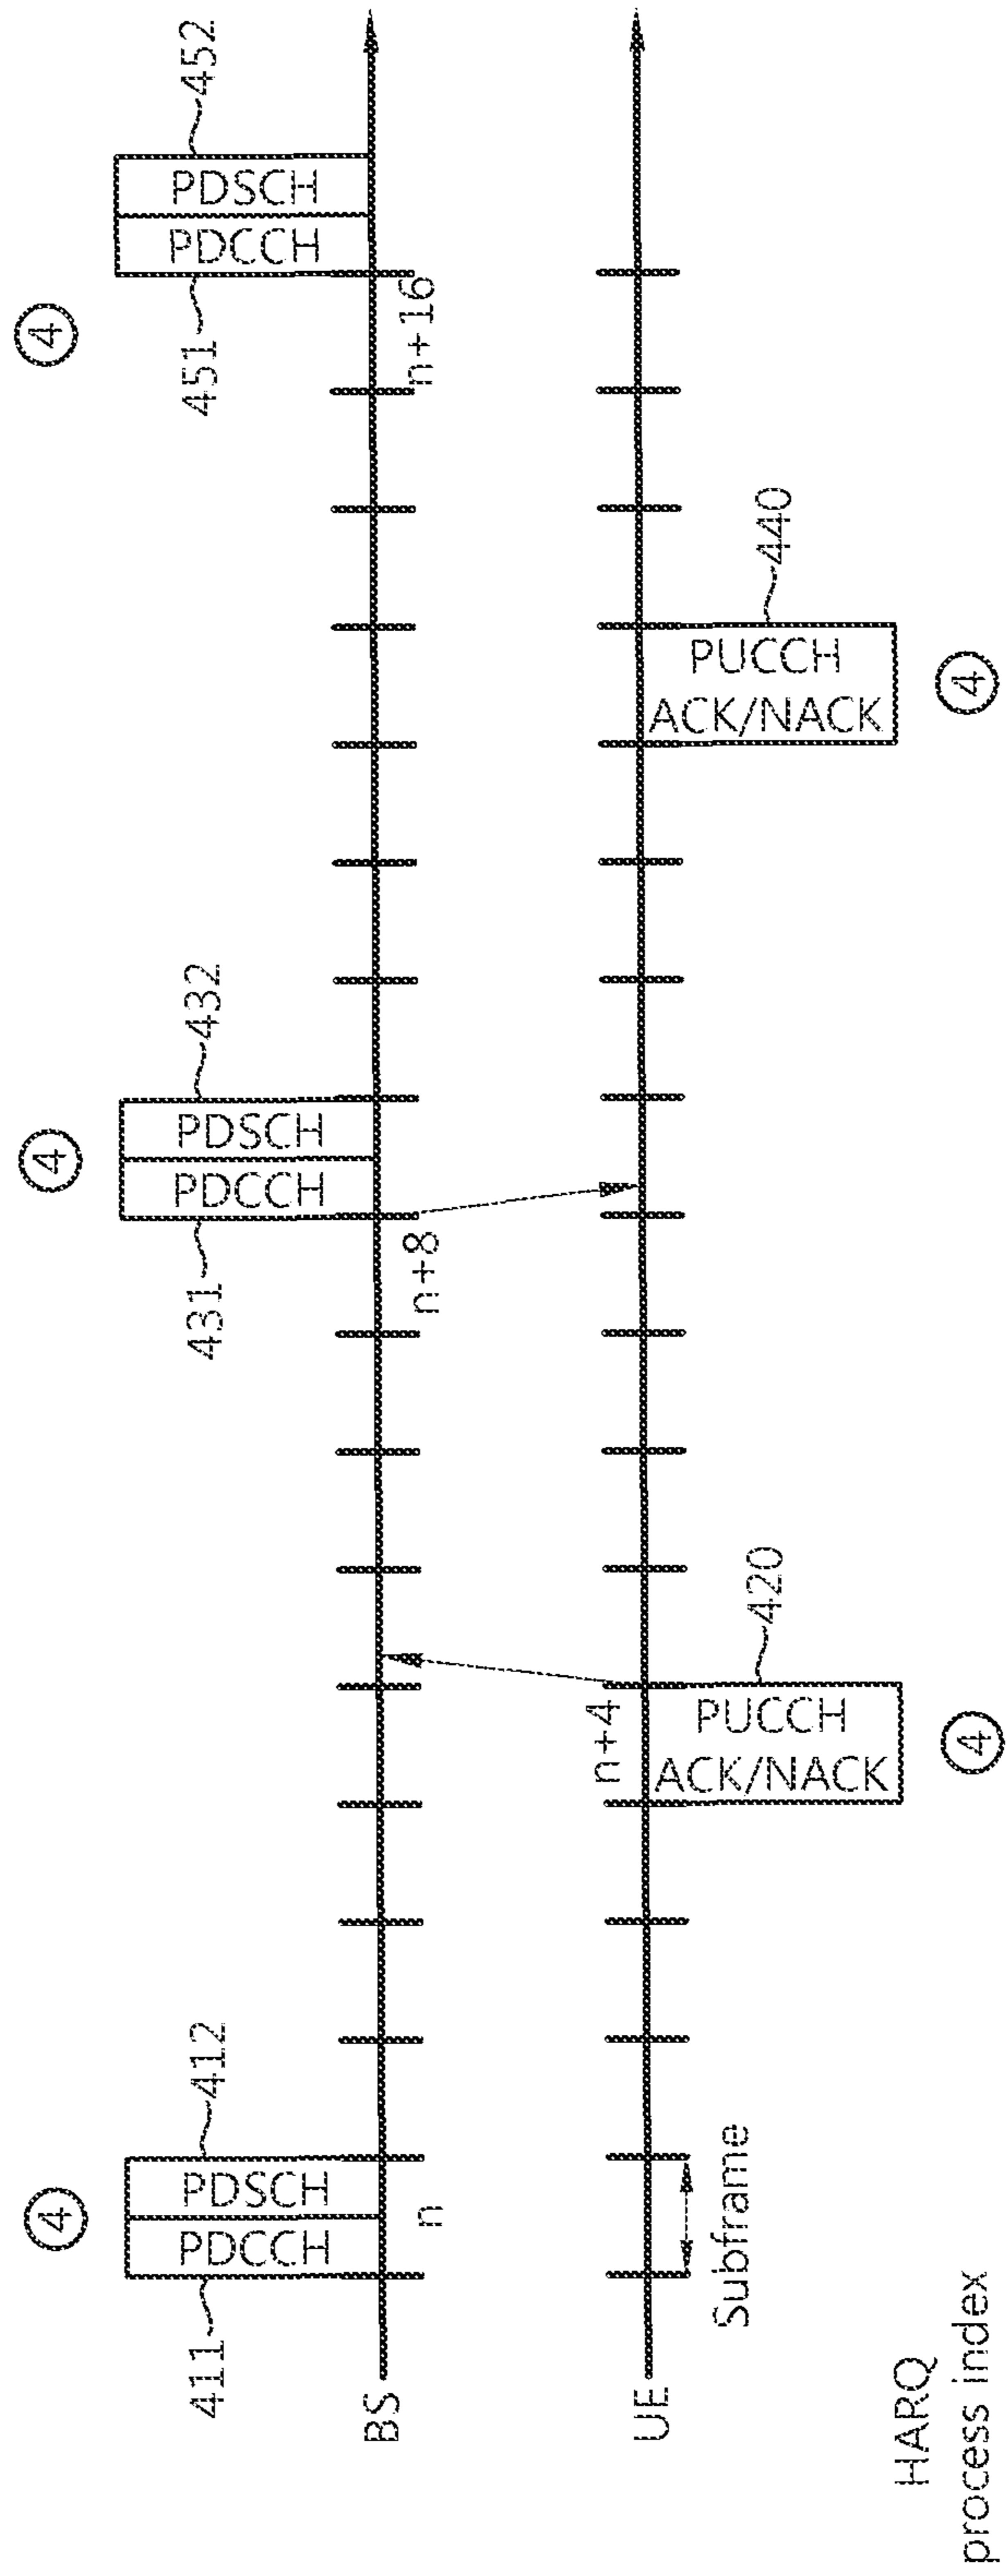 ④
④
④
411
PDCCH
PDSCH
412
431
PDCCH
PDSCH
432
451
PDCCH
PDSCH
452
BS
n
n+8
n+16
UE
n+4
Subframe
PUCCH
ACK/NACK
420
PUCCH
ACK/NACK
440
HARQ
process index
④
④